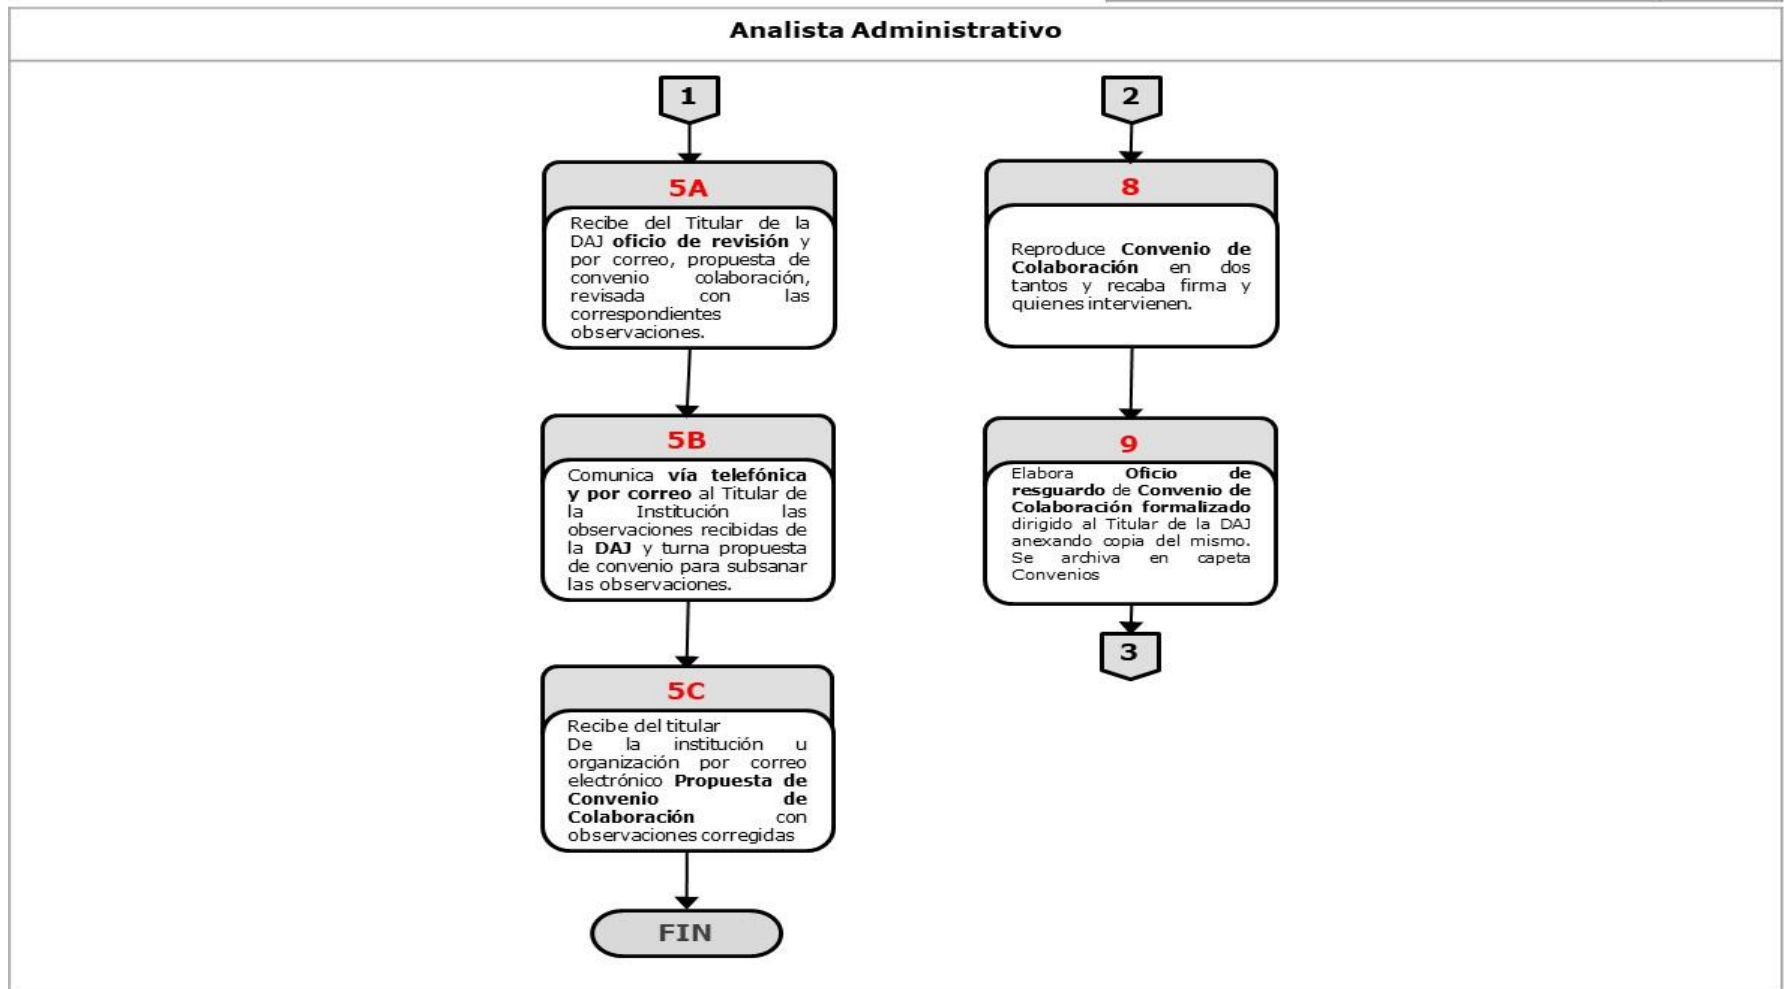 Analista Administrativo
1
5A
Recibe del Titular de la
DAJ oficio de revisión y
por correo, propuesta de
convenio colaboración,
revisada con las
correspondientes
observaciones.
5B
Comunica vía telefónica
y por correo al Titular de
la Institución las
observaciones recibidas de
la DAJ y turna propuesta
de convenio para subsanar
las observaciones.
5C
Recibe del titular
De la institución u
organización por correo
electrónico Propuesta de
Convenio de
Colaboración con
observaciones corregidas
FIN
2
8
Reproduce Convenio de
Colaboración en dos
tantos y recaba firma y
quienes intervienen.
9
Elabora Oficio de
resguardo de Convenio de
Colaboración formalizado
dirigido al Titular de la DAJ
anexando copia del mismo.
Se archiva en capeta
Convenios
3